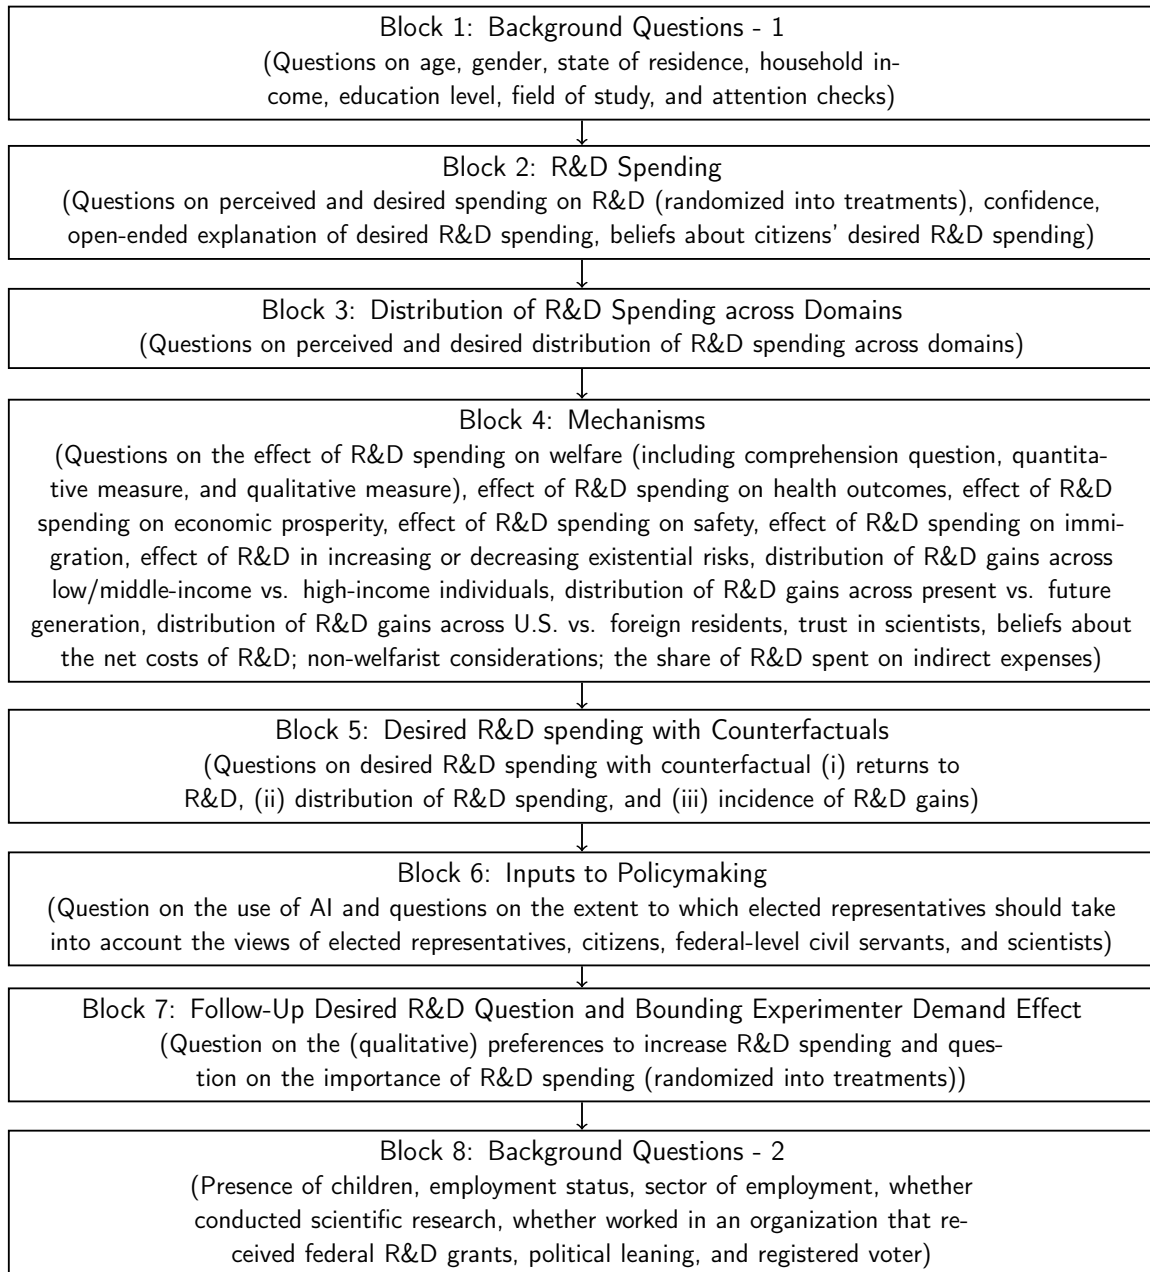 Block 1: Background Questions - 1
(Questions on age, gender, state of residence, household in-
come, education level, field of study, and attention checks)
Block 2: R&D Spending
(Questions on perceived and desired spending on R&D (randomized into treatments), confidence,
open-ended explanation of desired R&D spending, beliefs about citizens' desired R&D spending)
Block 3: Distribution of R&D Spending across Domains
(Questions on perceived and desired distribution of R&D spending across domains)
Block 4: Mechanisms
(Questions on the effect of R&D spending on welfare (including comprehension question, quantita-
tive measure, and qualitative measure), effect of R&D spending on health outcomes, effect of R&D
spending on economic prosperity, effect of R&D spending on safety, effect of R&D spending on immi-
gration, effect of R&D in increasing or decreasing existential risks, distribution of R&D gains across
low/middle-income vs. high-income individuals, distribution of R&D gains across present vs. future
generation, distribution of R&D gains across U.S. vs. foreign residents, trust in scientists, beliefs about
the net costs of R&D; non-welfarist considerations; the share of R&D spent on indirect expenses)
Block 5: Desired R&D spending with Counterfactuals
(Questions on desired R&D spending with counterfactual (i) returns to
R&D, (ii) distribution of R&D spending, and (iii) incidence of R&D gains)
Block 6: Inputs to Policymaking
(Question on the use of AI and questions on the extent to which elected representatives should take
into account the views of elected representatives, citizens, federal-level civil servants, and scientists)
Block 7: Follow-Up Desired R&D Question and Bounding Experimenter Demand Effect
(Question on the (qualitative) preferences to increase R&D spending and ques-
tion on the importance of R&D spending (randomized into treatments))
Block 8: Background Questions - 2
(Presence of children, employment status, sector of employment, whether
conducted scientific research, whether worked in an organization that re-
ceived federal R&D grants, political leaning, and registered voter)